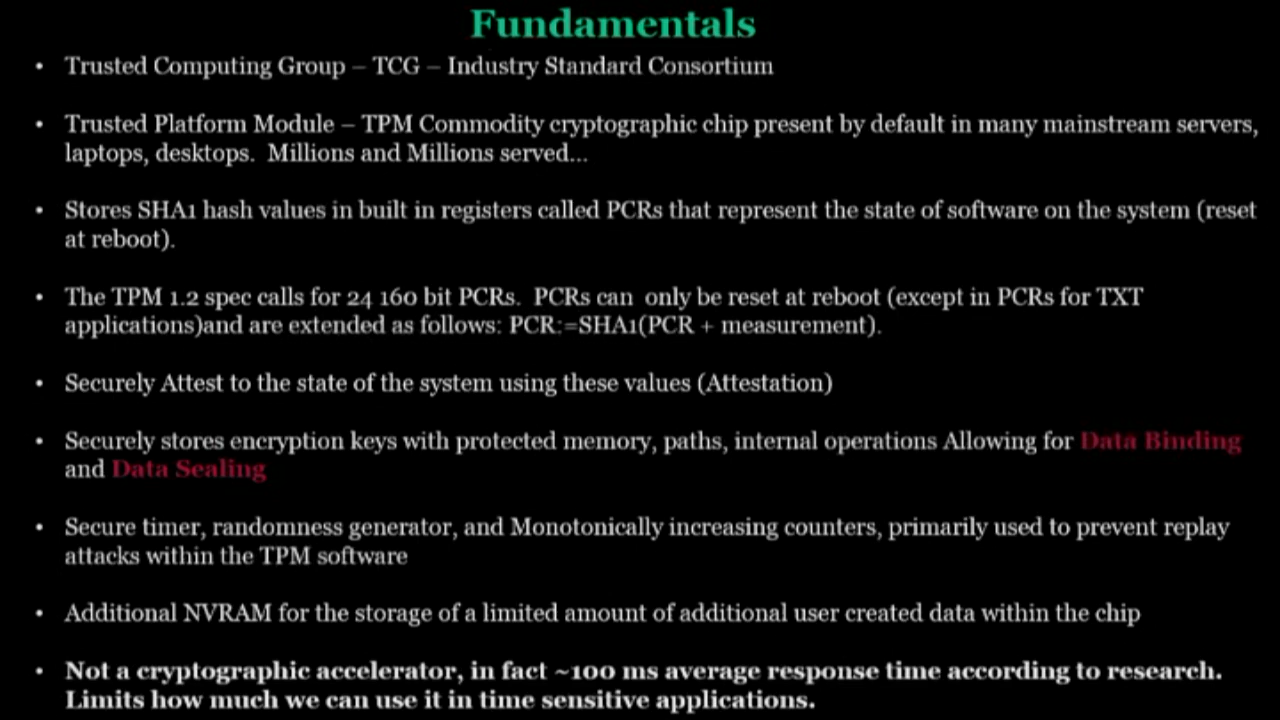 Fundamentals
• Trusted Computing Group – TCG – Industry Standard Consortium
• Trusted Platform Module – TPM Commodity cryptographic chip present by default in many mainstream servers,
laptops, desktops.  Millions and Millions served...
• Stores SHA1 hash values in built in registers called PCRs that represent the state of software on the system (reset
at reboot).
• The TPM 1.2 spec calls for 24 160 bit PCRs.  PCRs can  only be reset at reboot (except in PCRs for TXT
applications)and are extended as follows: PCR:=SHA1(PCR + measurement).
• Securely Attest to the state of the system using these values (Attestation)
• Securely stores encryption keys with protected memory, paths, internal operations Allowing for Data Binding
and Data Sealing
• Secure timer, randomness generator, and Monotonically increasing counters, primarily used to prevent replay
attacks within the TPM software
• Additional NVRAM for the storage of a limited amount of additional user created data within the chip
• Not a cryptographic accelerator, in fact ~100 ms average response time according to research.
Limits how much we can use it in time sensitive applications.